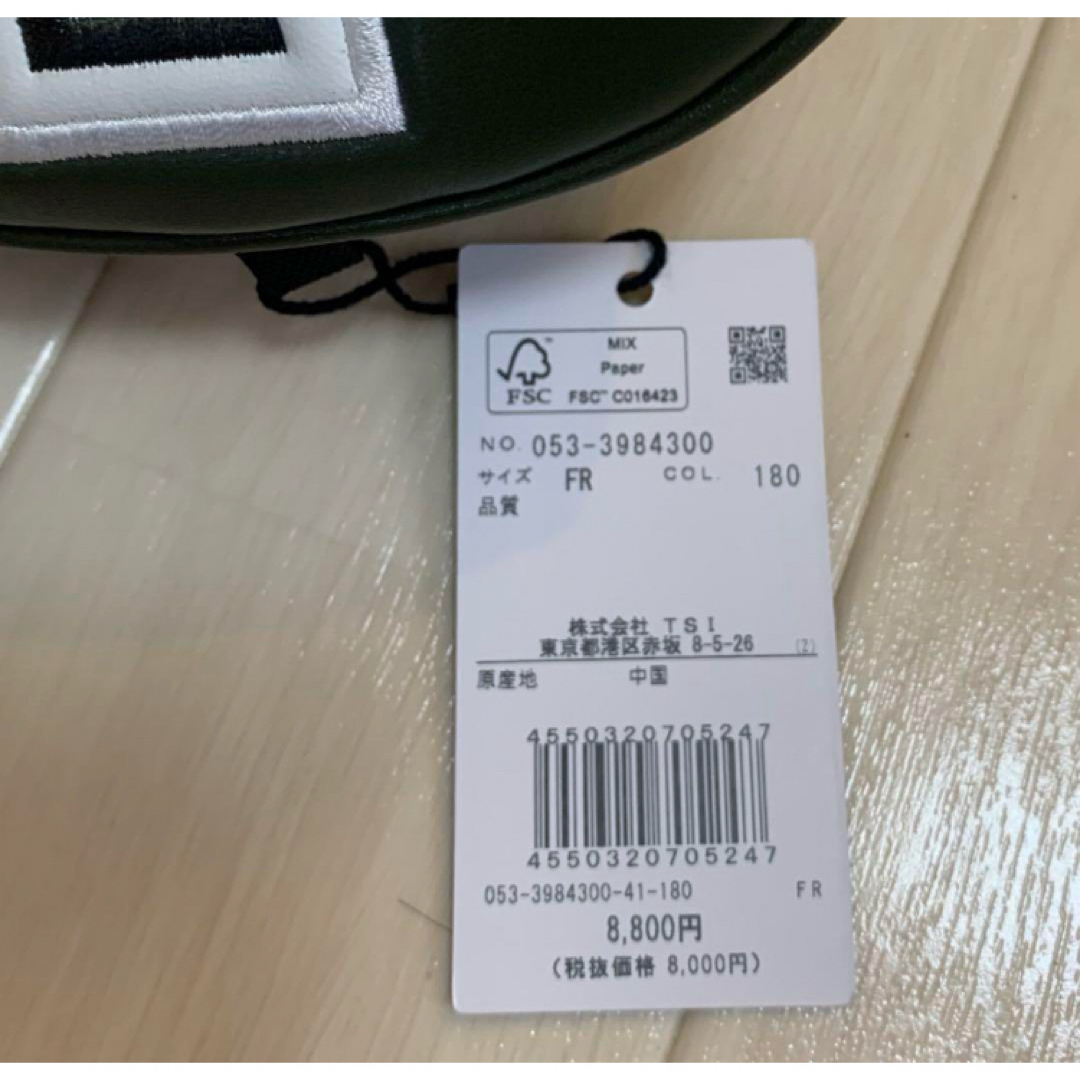 MIX
Paper
FSC™ FSC™ C016423
NO. 053-3984300
サイズ FR COL. 180
品質
株式会社 TSI
東京都港区赤坂 8-5-26 (Z)
原産地 中国
4550320705247
4550320705247
053-3984300-41-180 FR
8,800円
(税抜価格 8,000円)